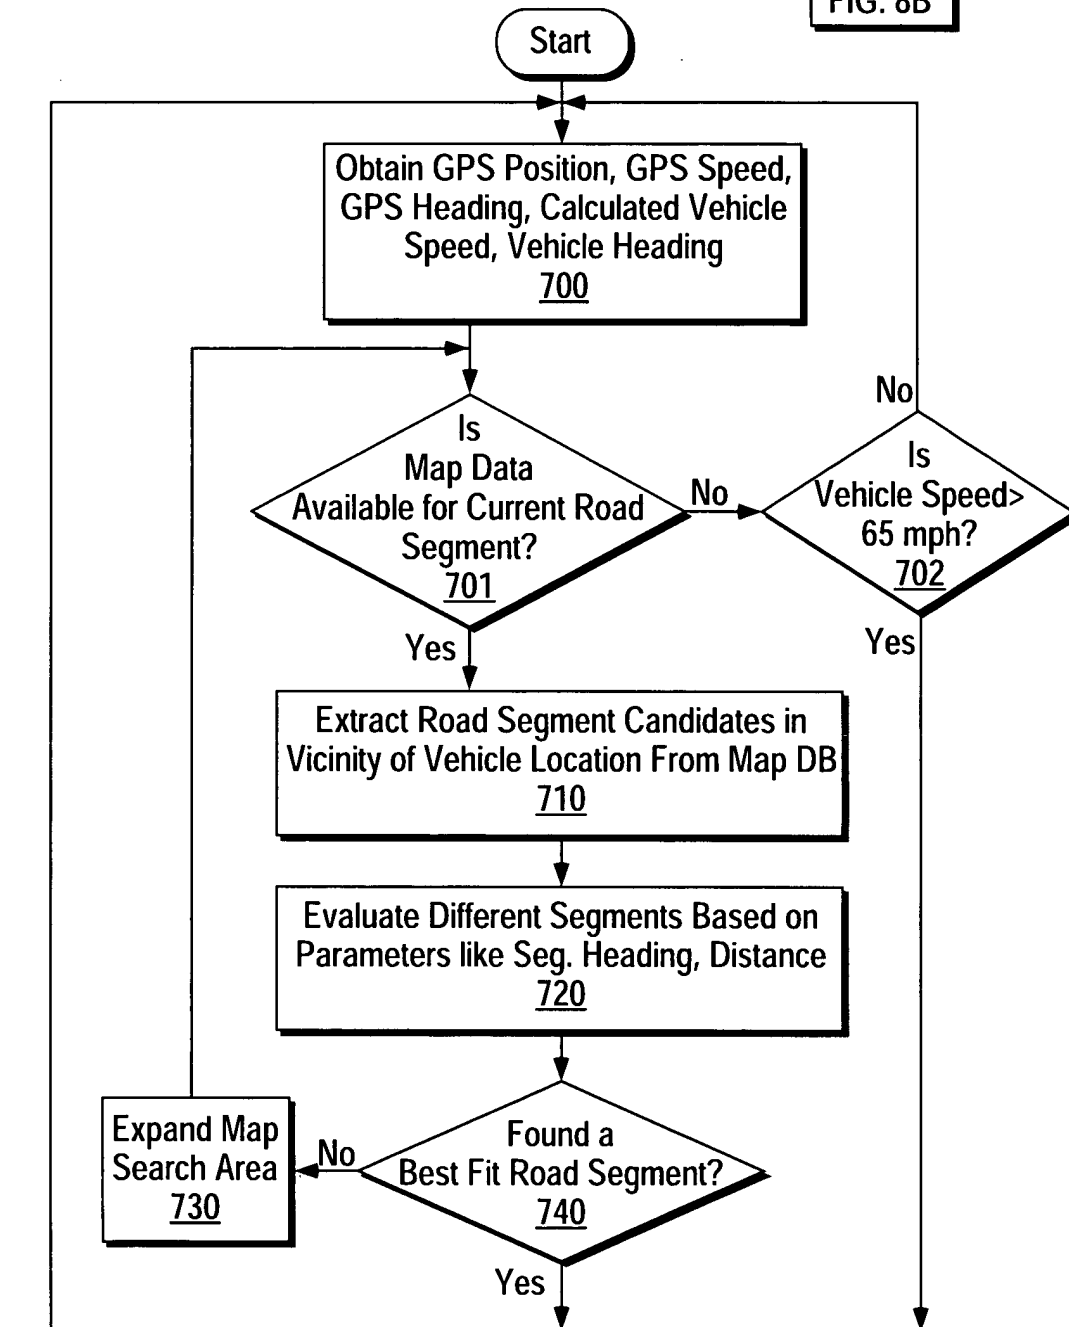 FIG. 8B
Start
Obtain GPS Position, GPS Speed,
GPS Heading, Calculated Vehicle
Speed, Vehicle Heading
700
No
Is
Map Data
Available for Current Road
Segment?
701
No
Is
Vehicle Speed>
65 mph?
702
Yes
Yes
Extract Road Segment Candidates in
Vicinity of Vehicle Location From Map DB
710
Evaluate Different Segments Based on
Parameters like Seg. Heading, Distance
720
Expand Map
Search Area
730
No
Found a
Best Fit Road Segment?
740
Yes